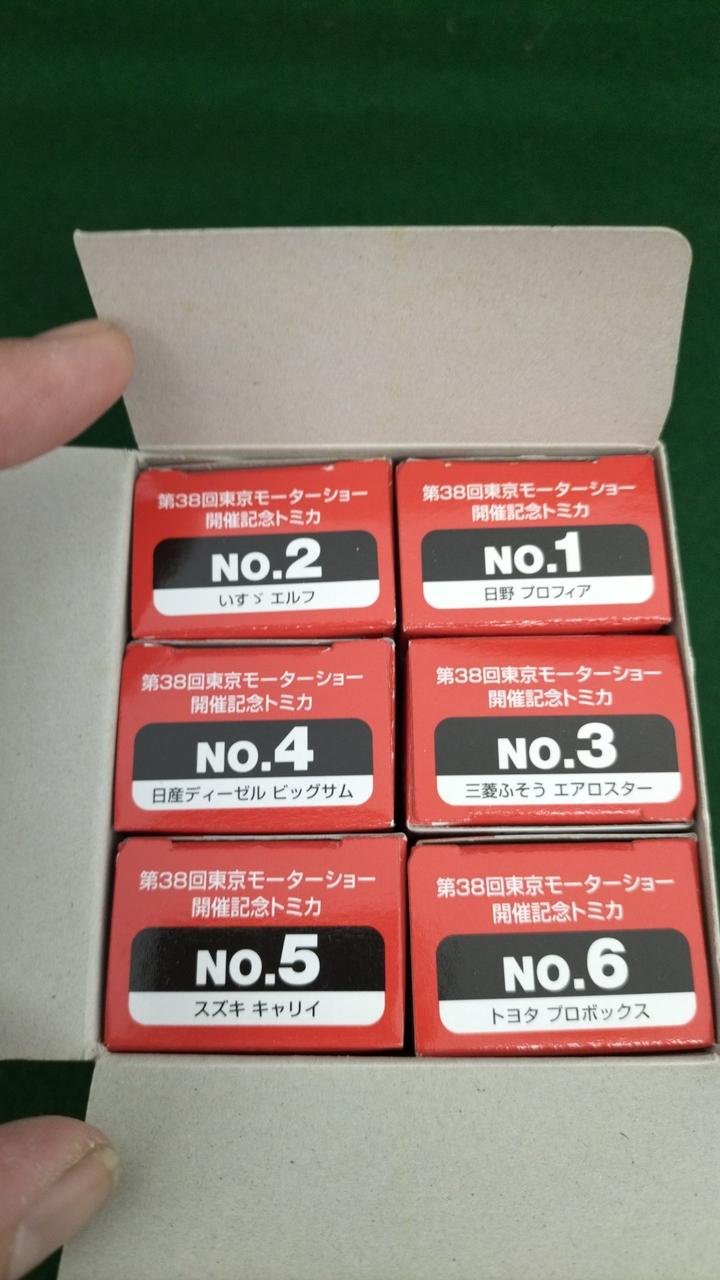 第38回東京モーターショー
開催記念トミカ
NO.2
いすゞ エルフ
第38回東京モーターショー
開催記念トミカ
NO.1
日野 プロフィア
第38回東京モーターショー
開催記念トミカ
NO.4
日産ディーゼル ビッグサム
第38回東京モーターショー
開催記念トミカ
NO.3
三菱ふそう エアロスター
第38回東京モーターショー
開催記念トミカ
NO.5
スズキ キャリイ
第38回東京モーターショー
開催記念トミカ
NO.6
トヨタ プロボックス